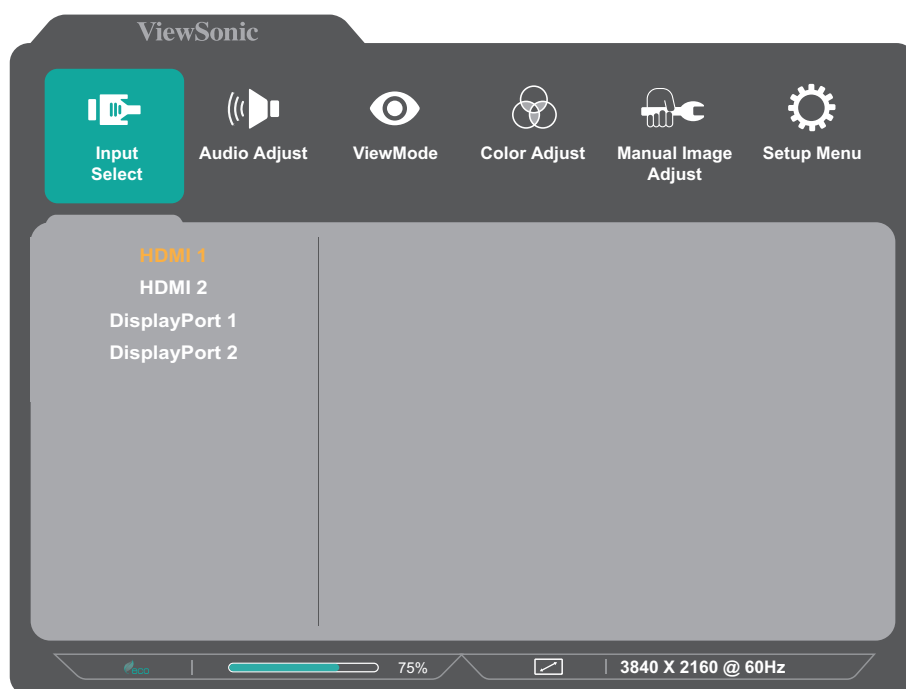 ViewSonic
Input Select
Audio Adjust
ViewMode
Color Adjust
Manual Image Adjust
Setup Menu
HDMI 1
HDMI 2
DisplayPort 1
DisplayPort 2
eco
75%
3840 X 2160 @ 60Hz